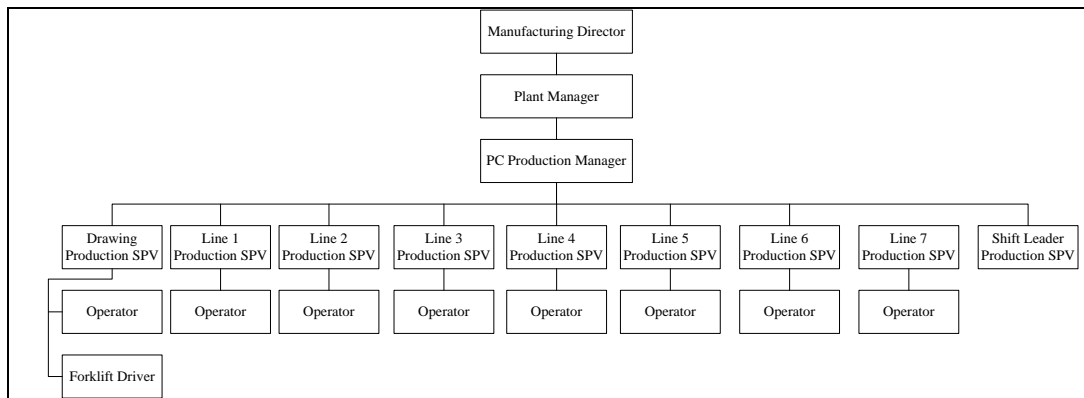 Manufacturing Director
Plant Manager
PC Production Manager
Drawing
Production SPV
Line 1
Production SPV
Line 2
Production SPV
Line 3
Production SPV
Line 4
Production SPV
Line 5
Production SPV
Line 6
Production SPV
Line 7
Production SPV
Shift Leader
Production SPV
Operator
Operator
Operator
Operator
Operator
Operator
Operator
Operator
Forklift Driver